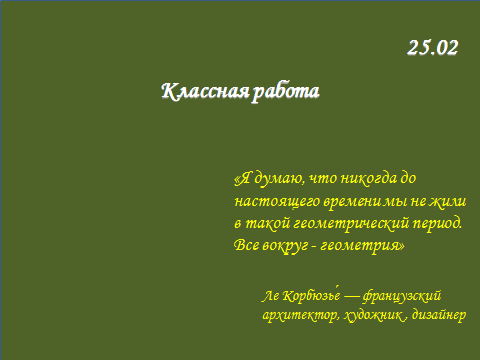 25.02
Классная работа
«Я думаю, что никогда до
настоящего времени мы не жили
в такой геометрический период.
Все вокруг - геометрия»
Ле Корбюзье́ — французский
архитектор, художник , дизайнер